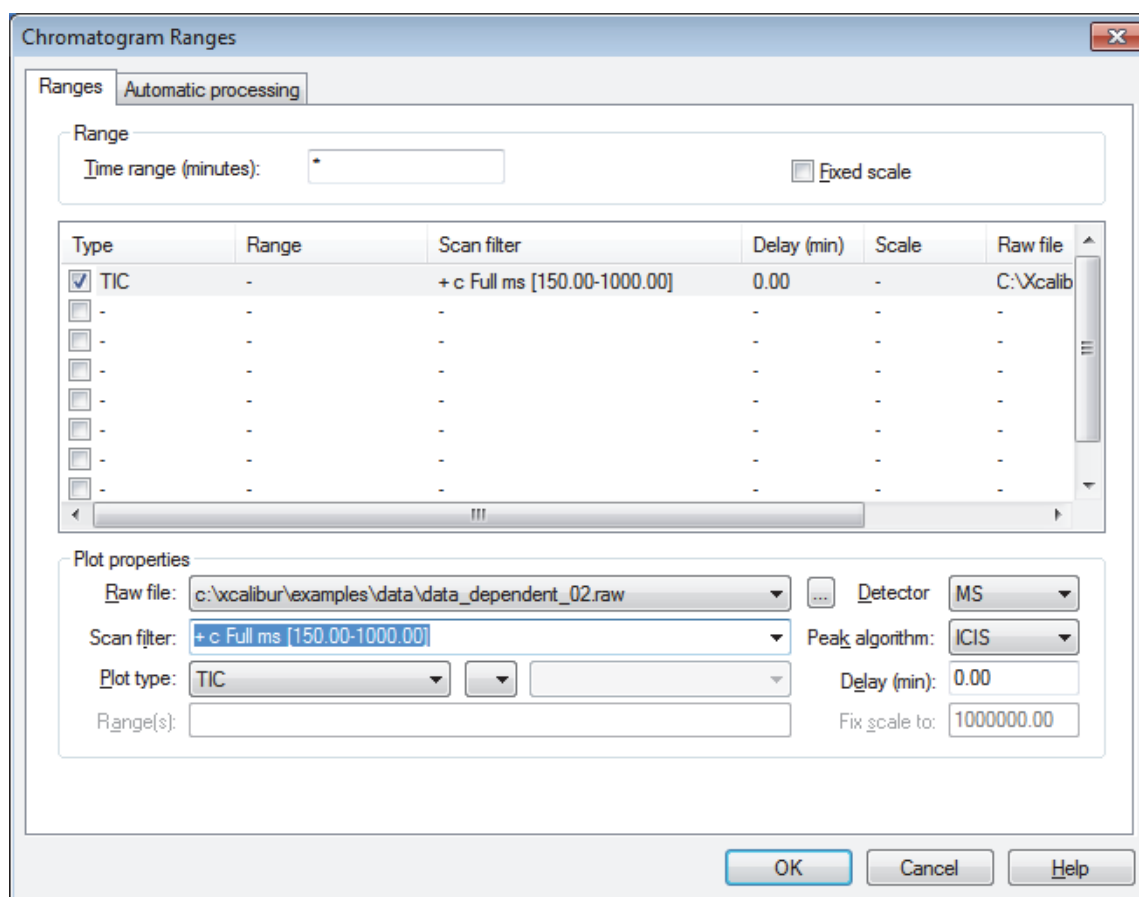 Chromatogram Ranges
Ranges Automatic processing
Range
Time range (minutes): * Fixed scale
Type Range Scan filter Delay (min) Scale Raw file
TIC - + c Full ms [150.00-1000.00] 0.00 - C:\Xcalib
- - - - - -
- - - - - -
- - - - - -
- - - - - -
- - - - - -
- - - - - -
- - - - - -
Plot properties
Raw file: c:\xcalibur\examples\data\data_dependent_02.raw ... Detector MS
Scan filter: + c Full ms [150.00-1000.00] Peak algorithm: ICIS
Plot type: TIC Delay (min): 0.00
Range(s): Fix scale to: 1000000.00
OK Cancel Help